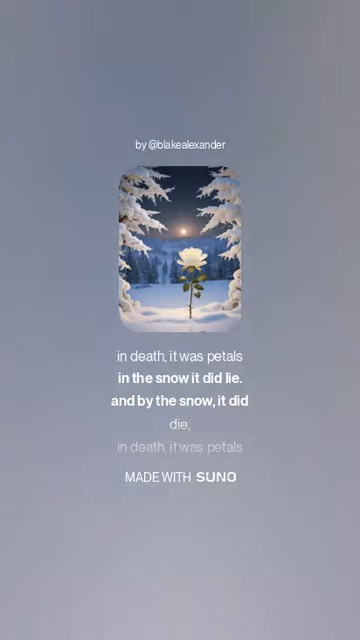 by @blakealexander
in death, it was petals
in the snow it did lie.
and by the snow, it did
die,
in death, it was petals
MADE WITH SUNO